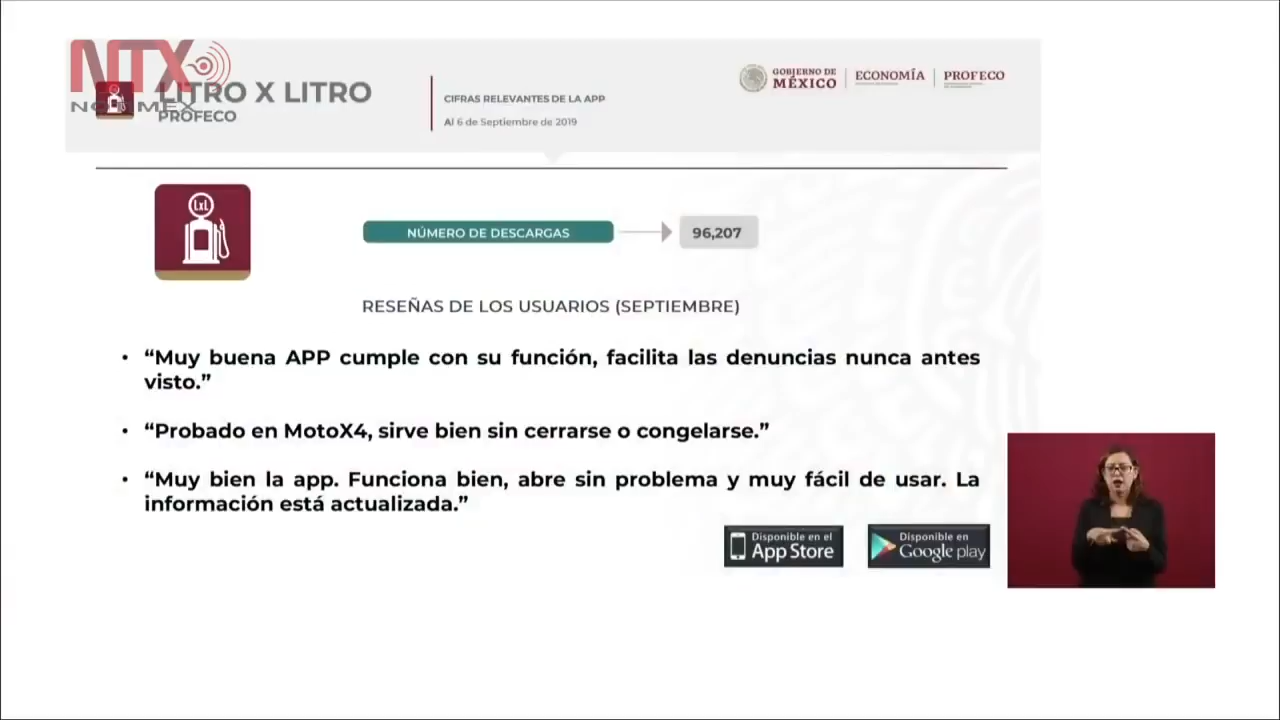 NTX
NOTIMEX
LITRO X LITRO
PROFECO
CIFRAS RELEVANTES DE LA APP
Al 6 de Septiembre de 2019
GOBIERNO DE
MÉXICO
ECONOMÍA
PROFECO
LxL
NÚMERO DE DESCARGAS
96,207
RESEÑAS DE LOS USUARIOS (SEPTIEMBRE)
• “Muy buena APP cumple con su función, facilita las denuncias nunca antes
visto.”
• “Probado en MotoX4, sirve bien sin cerrarse o congelarse.”
• “Muy bien la app. Funciona bien, abre sin problema y muy fácil de usar. La
información está actualizada.”
Disponible en el
App Store
Disponible en
Google play